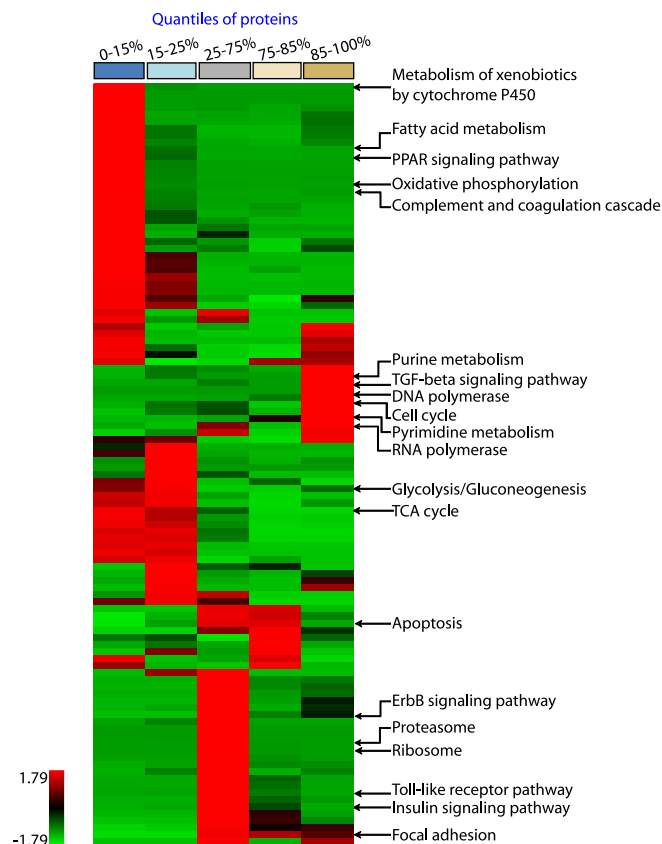 Quantiles of proteins
0-15% 15-25% 25-75% 75-85% 85-100%
Metabolism of xenobiotics
by cytochrome P450
Fatty acid metabolism
PPAR signaling pathway
Oxidative phosphorylation
Complement and coagulation cascade
Purine metabolism
TGF-beta signaling pathway
DNA polymerase
Cell cycle
Pyrimidine metabolism
RNA polymerase
Glycolysis/Gluconeogenesis
TCA cycle
Apoptosis
ErbB signaling pathway
Proteasome
Ribosome
1.79
Toll-like receptor pathway
Insulin signaling pathway
Focal adhesion
-1.79